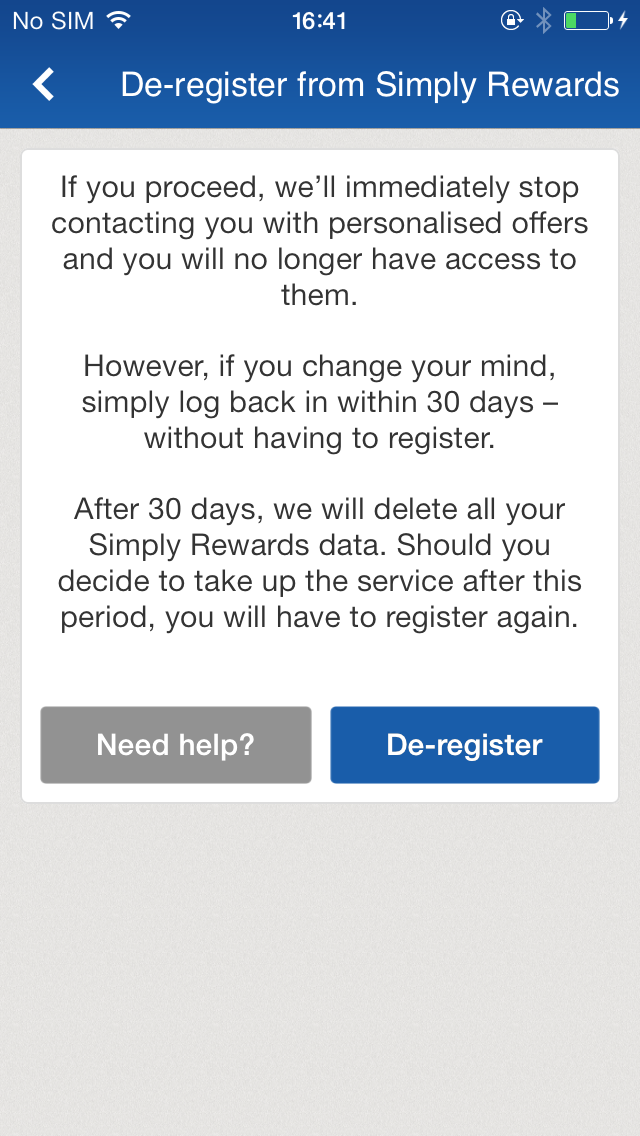 No SIM 16:41
De-register from Simply Rewards
If you proceed, we’ll immediately stop
contacting you with personalised offers
and you will no longer have access to
them.
However, if you change your mind,
simply log back in within 30 days –
without having to register.
After 30 days, we will delete all your
Simply Rewards data. Should you
decide to take up the service after this
period, you will have to register again.
Need help? De-register